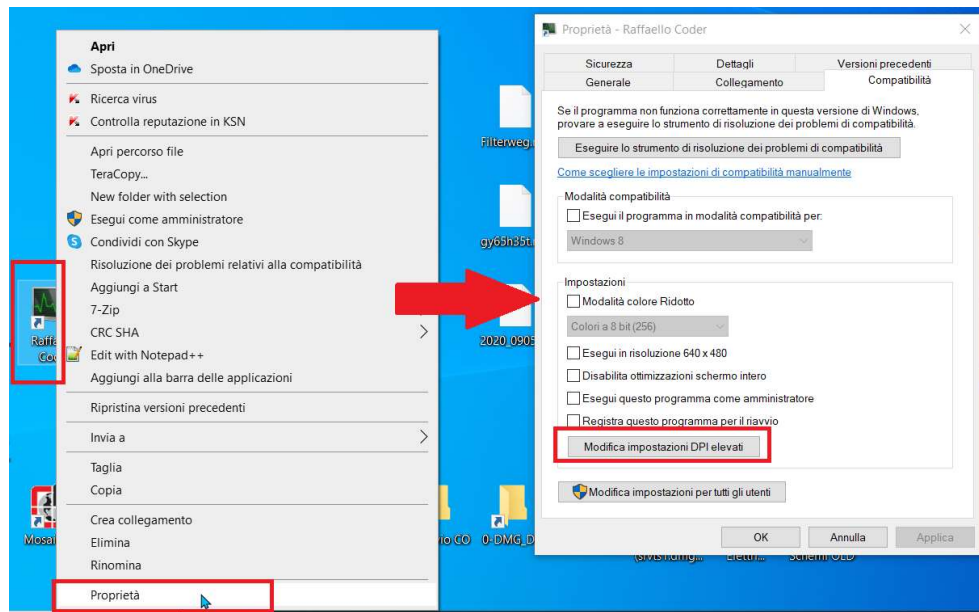 Apri
Sposta in OneDrive
Ricerca virus
Controlla reputazione in KSN
Apri percorso file
TeraCopy...
New folder with selection
Esegui come amministratore
Condividi con Skype
Risoluzione dei problemi relativi alla compatibilità
Aggiungi a Start
7-Zip
CRC SHA
Edit with Notepad++
Aggiungi alla barra delle applicazioni
Ripristina versioni precedenti
Invia a
Taglia
Copia
Crea collegamento
Elimina
Rinomina
Proprietà
Filterweg
gy65h35t
2020_0905
0-DMG_D
Proprietà - Raffaello Coder
Sicurezza Dettagli Versioni precedenti
Generale Collegamento Compatibilità
Se il programma non funziona correttamente in questa versione di Windows,
provare a eseguire lo strumento di risoluzione dei problemi di compatibilità.
Eseguire lo strumento di risoluzione dei problemi di compatibilità
Come scegliere le impostazioni di compatibilità manualmente
Modalità compatibilità
Esegui il programma in modalità compatibilità per:
Windows 8
Impostazioni
Modalità colore Ridotto
Colori a 8 bit (256)
Esegui in risoluzione 640 x 480
Disabilita ottimizzazioni schermo intero
Esegui questo programma come amministratore
Registra questo programma per il riavvio
Modifica impostazioni DPI elevati
Modifica impostazioni per tutti gli utenti
OK Annulla Applica